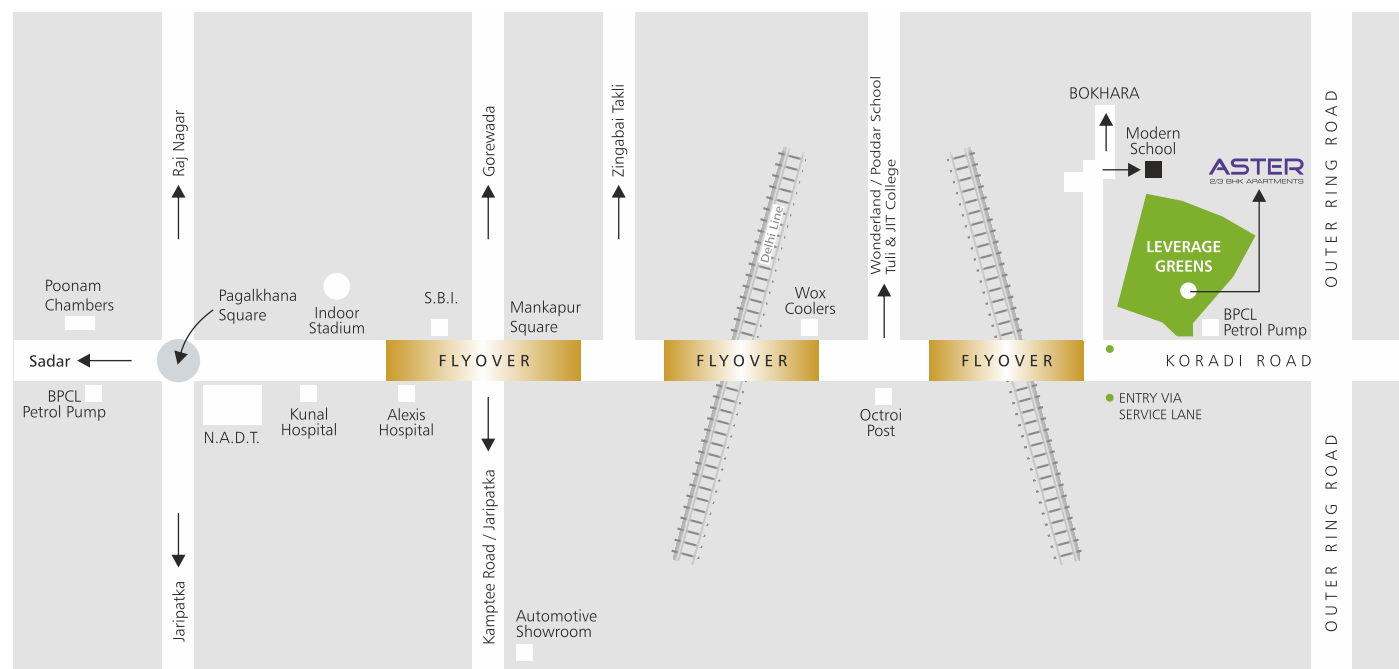 Raj Nagar
Gorewada
Zingabai Takli
Wonderland / Poddar School
Tuli & JIT College
BOKHARA
Modern
School
ASTER
2/3 BHK APARTMENTS
OUTER RING ROAD
Delhi Line
LEVERAGE
GREENS
Poonam
Chambers
Pagalkhana
Square
Indoor
Stadium
S.B.I.
Mankapur
Square
Wox
Coolers
BPCL
Petrol Pump
Sadar
FLYOVER
FLYOVER
FLYOVER
KORADI ROAD
BPCL
Petrol Pump
N.A.D.T.
Kunal
Hospital
Alexis
Hospital
Octroi
Post
ENTRY VIA
SERVICE LANE
Jaripatka
Kamptee Road / Jaripatka
Automotive
Showroom
OUTER RING ROAD